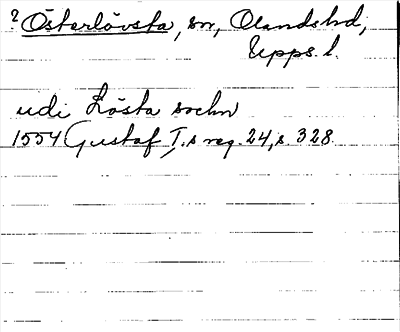 ? Österlövsta, sn, Olandshd,
Upps. l.
udi Lösta sochn
1554 Gustaf I.s reg. 24, s. 328.